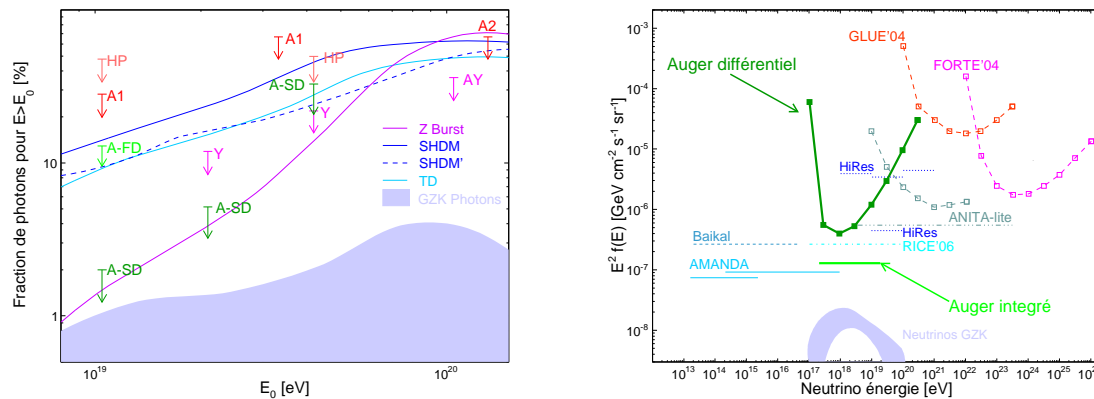 Fraction de photons pour E>E0 [%]
10
1
HP
A1
A-FD
A-SD
A1
HP
A-SD
Y
Y
A-SD
A2
AY
Z Burst
SHDM
SHDM'
TD
GZK Photons
10^19
10^20
E0 [eV]
E^2 f(E) [GeV cm^-2 s^-1 sr^-1]
10^-3
10^-4
10^-5
10^-6
10^-7
10^-8
GLUE'04
Auger différentiel
FORTE'04
HiRes
ANITA-lite
HiRes
Baikal
RICE'06
AMANDA
Auger integré
Neutrinos GZK
10^13 10^14 10^15 10^16 10^17 10^18 10^19 10^20 10^21 10^22 10^23 10^24 10^25
Neutrino énergie [eV]